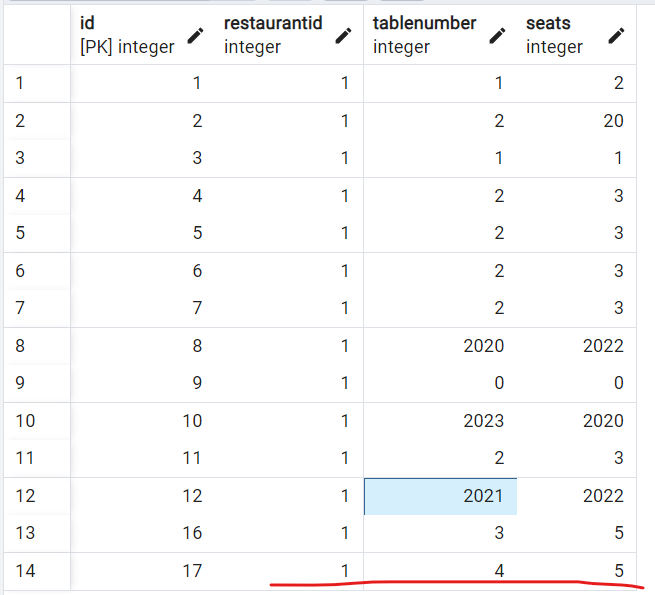 id restaurantid tablenumber seats
[PK] integer integer integer integer
1 1 1 1 2
2 2 1 2 20
3 3 1 1 1
4 4 1 2 3
5 5 1 2 3
6 6 1 2 3
7 7 1 2 3
8 8 1 2020 2022
9 9 1 0 0
10 10 1 2023 2020
11 11 1 2 3
12 12 1 2021 2022
13 16 1 3 5
14 17 1 4 5